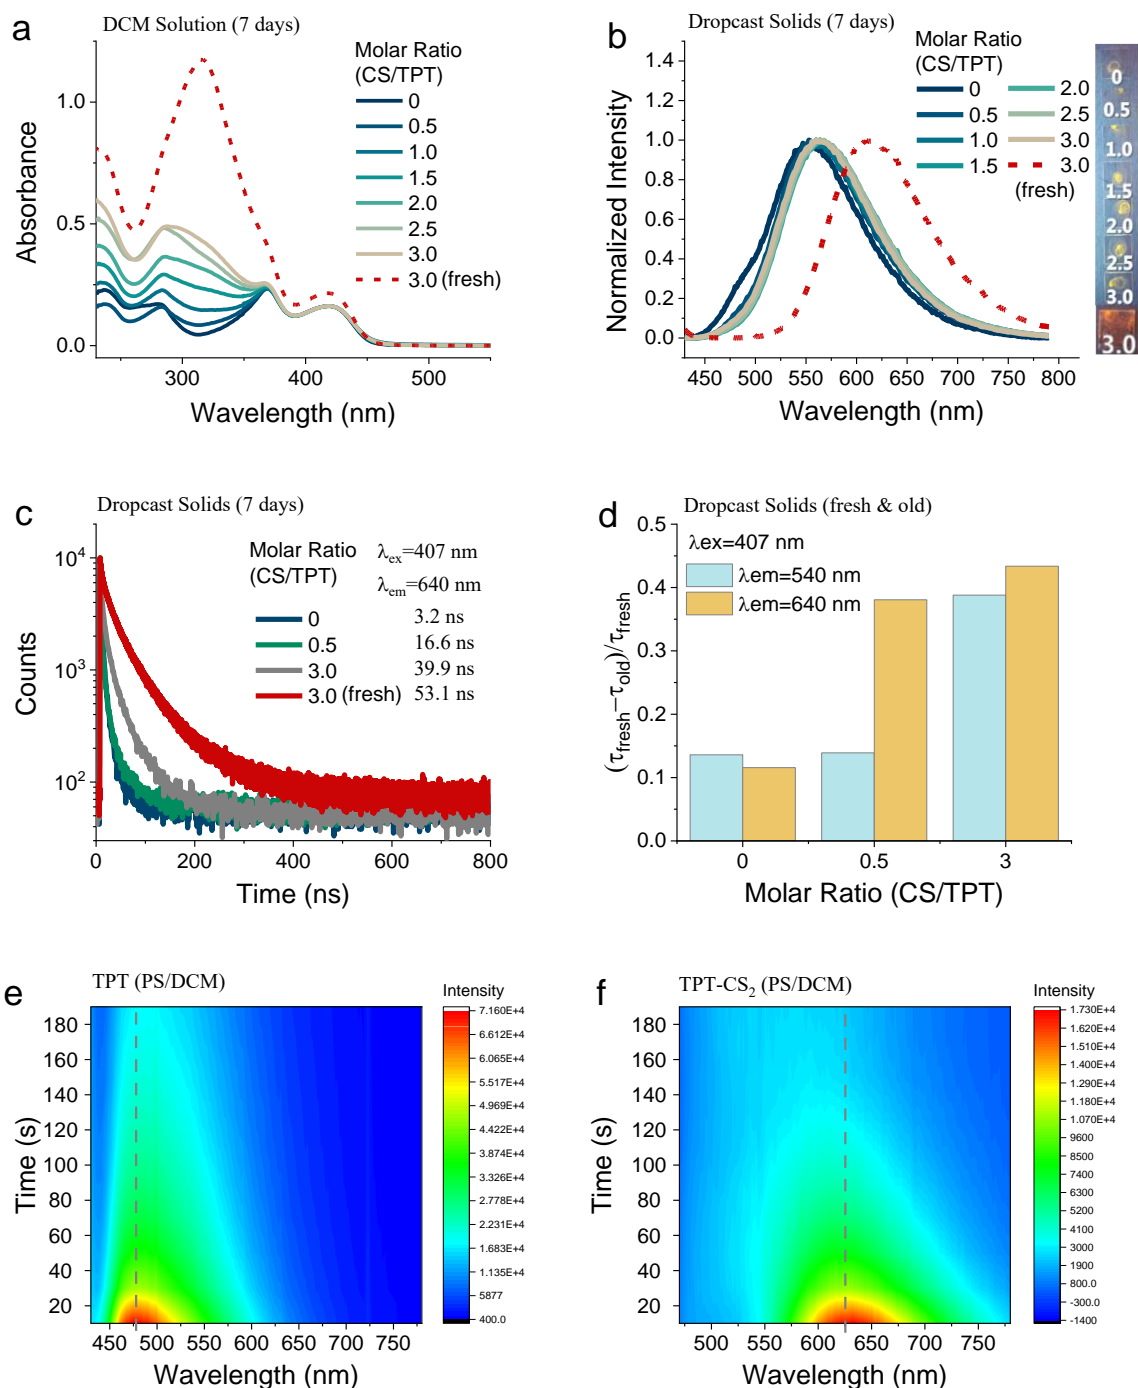 a
DCM Solution (7 days)
Molar Ratio
(CS/TPT)
0
0.5
1.0
1.5
2.0
2.5
3.0
3.0 (fresh)
Absorbance
1.0
0.5
0.0
300
400
500
Wavelength (nm)
b
Dropcast Solids (7 days)
Molar Ratio
(CS/TPT)
0
2.0
0.5
2.5
1.0
3.0
1.5
3.0
(fresh)
Normalized Intensity
1.4
1.2
1.0
0.8
0.6
0.4
0.2
0.0
450
500
550
600
650
700
750
800
Wavelength (nm)
0
0.5
1.0
1.5
2.0
2.5
3.0
3.0
c
Dropcast Solids (7 days)
Molar Ratio
(CS/TPT)
λex=407 nm
λem=640 nm
0
3.2 ns
0.5
16.6 ns
3.0
39.9 ns
3.0 (fresh)
53.1 ns
Counts
10⁴
10³
10²
0
200
400
600
800
Time (ns)
d
Dropcast Solids (fresh & old)
λex=407 nm
λem=540 nm
λem=640 nm
(τfresh−τold)/τfresh
0.5
0.4
0.3
0.2
0.1
0.0
0
0.5
3
Molar Ratio (CS/TPT)
e
TPT (PS/DCM)
Intensity
7.160E+4
6.612E+4
6.065E+4
5.517E+4
4.969E+4
4.422E+4
3.874E+4
3.326E+4
2.778E+4
2.231E+4
1.683E+4
1.135E+4
5877
400.0
Time (s)
180
160
140
120
100
80
60
40
20
450
500
550
600
650
700
750
Wavelength (nm)
f
TPT-CS₂ (PS/DCM)
Intensity
1.730E+4
1.620E+4
1.510E+4
1.400E+4
1.290E+4
1.180E+4
1.070E+4
9600
8500
7400
6300
5200
4100
3000
1900
800.0
-300.0
-1400
Time (s)
180
160
140
120
100
80
60
40
20
500
550
600
650
700
750
Wavelength (nm)